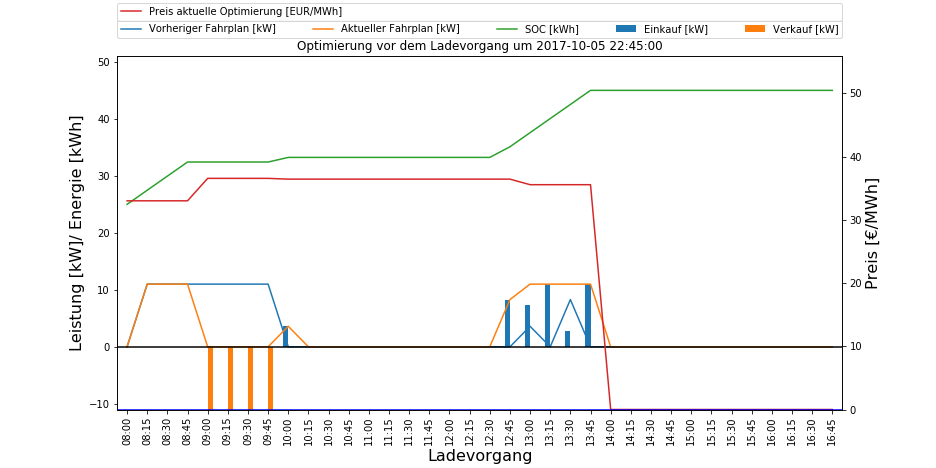 Preis aktuelle Optimierung [EUR/MWh]
Vorheriger Fahrplan [kW] Aktueller Fahrplan [kW] SOC [kWh] Einkauf [kW] Verkauf [kW]
Optimierung vor dem Ladevorgang um 2017-10-05 22:45:00
Leistung [kW]/ Energie [kWh]
50
40
30
20
10
0
−10
50
40
30
20
10
0
Preis [€/MWh]
08:00 08:15 08:30 08:45 09:00 09:15 09:30 09:45 10:00 10:15 10:30 10:45 11:00 11:15 11:30 11:45 12:00 12:15 12:30 12:45 13:00 13:15 13:30 13:45 14:00 14:15 14:30 14:45 15:00 15:15 15:30 15:45 16:00 16:15 16:30 16:45
Ladevorgang